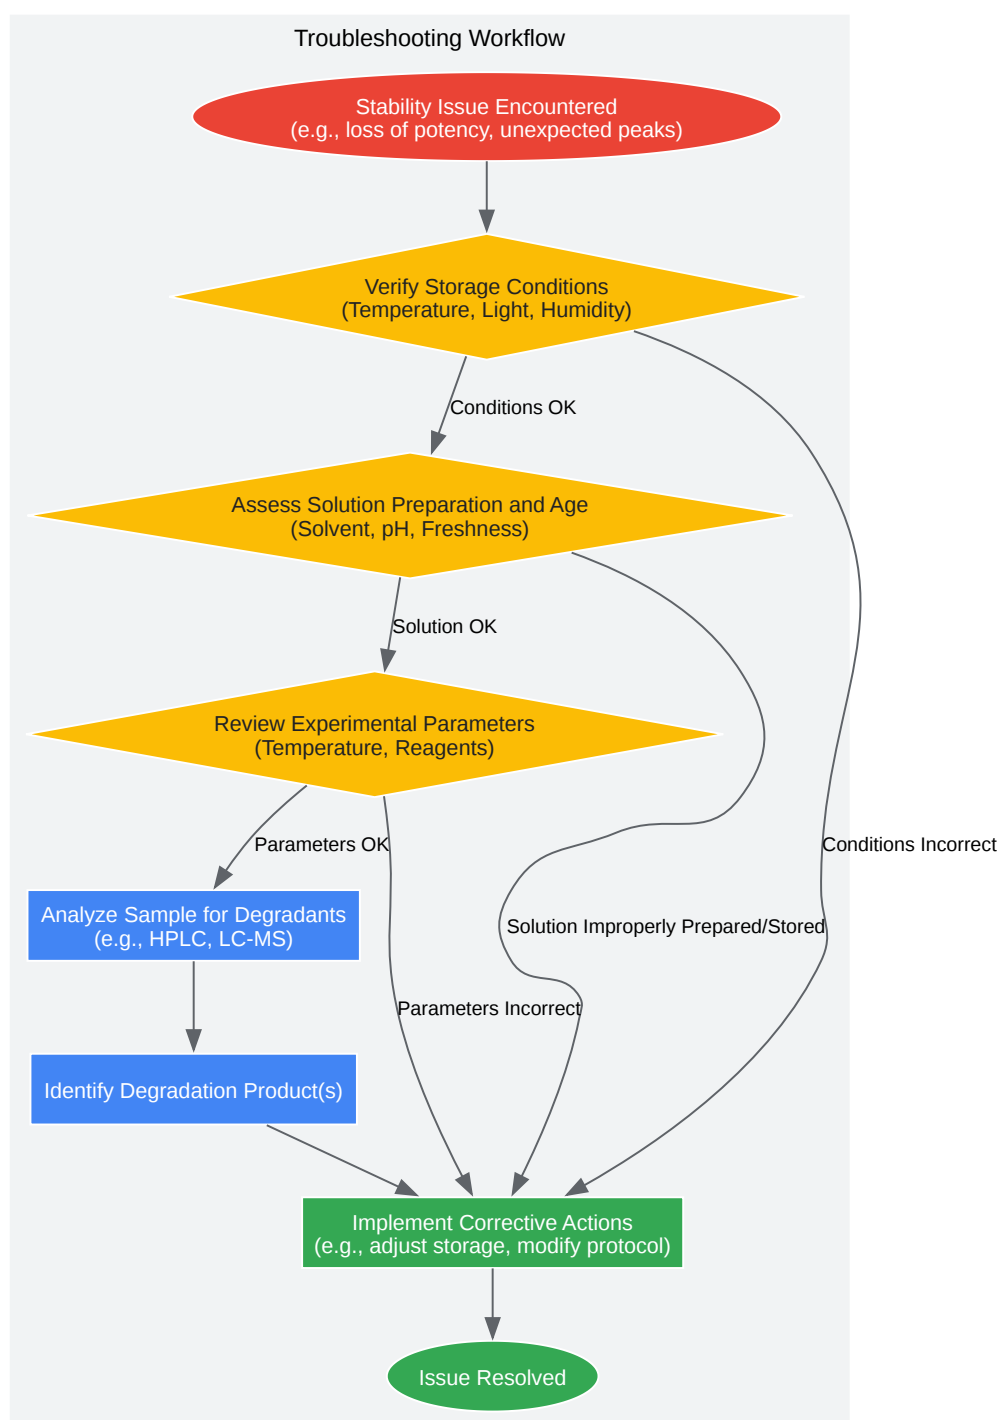 Troubleshooting Workflow
Stability Issue Encountered
(e.g., loss of potency, unexpected peaks)
Verify Storage Conditions
(Temperature, Light, Humidity)
Conditions OK
Assess Solution Preparation and Age
(Solvent, pH, Freshness)
Solution OK
Review Experimental Parameters
(Temperature, Reagents)
Parameters OK
Conditions Incorrect
Analyze Sample for Degradants
(e.g., HPLC, LC-MS)
Solution Improperly Prepared/Stored
Parameters Incorrect
Identify Degradation Product(s)
Implement Corrective Actions
(e.g., adjust storage, modify protocol)
Issue Resolved